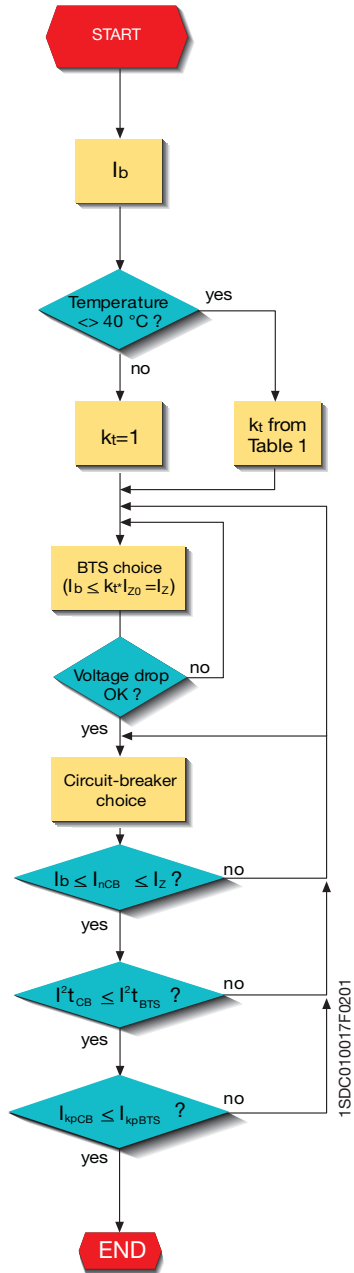 START
Ib
Temperature
<> 40 °C ?
yes
no
kt=1
kt from
Table 1
BTS choice
(Ib ≤ kt·IZ0 =IZ)
Voltage drop
OK ?
no
yes
Circuit-breaker
choice
Ib ≤ InCB ≤ IZ ?
no
yes
I²tCB ≤ I²tBTS ?
no
yes
IkpCB ≤ IkpBTS ?
no
yes
END
1SDC010017F0201